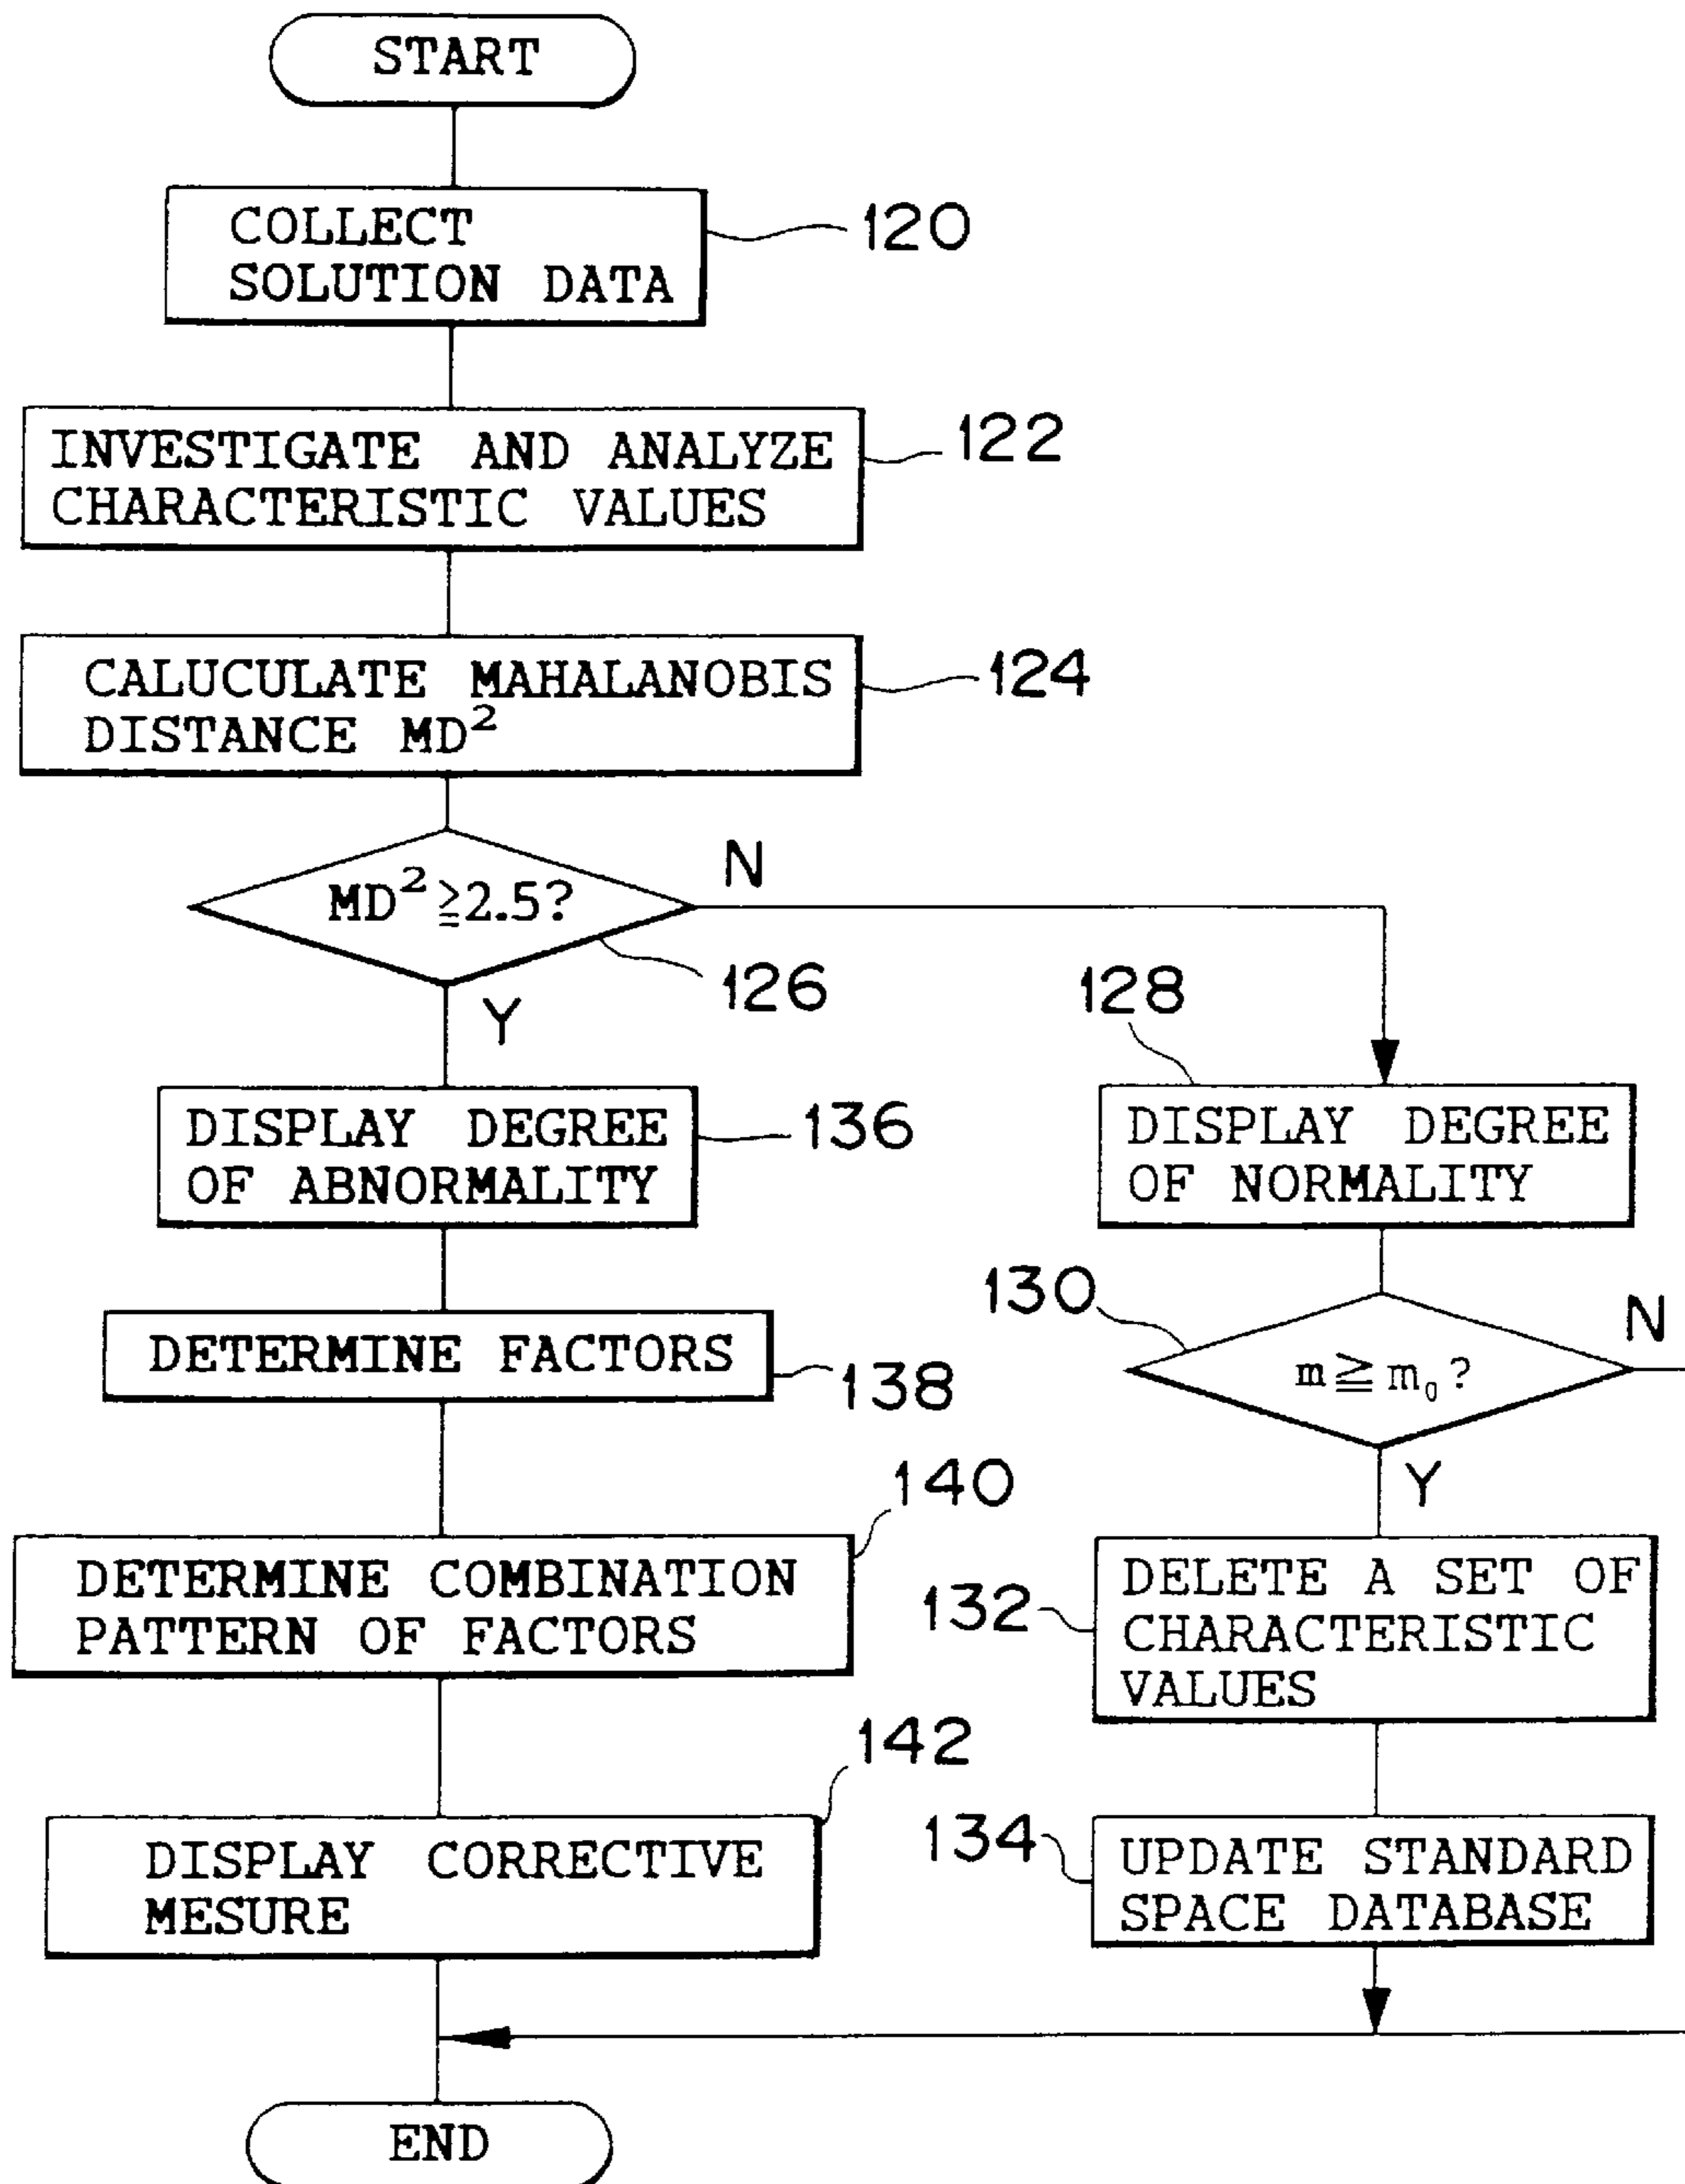 START
COLLECT
SOLUTION DATA
120
INVESTIGATE AND ANALYZE
CHARACTERISTIC VALUES
122
CALUCULATE MAHALANOBIS
DISTANCE MD²
124
MD² ≧ 2.5?
N
126
Y
128
DISPLAY DEGREE
OF ABNORMALITY
136
DISPLAY DEGREE
OF NORMALITY
DETERMINE FACTORS
138
130
m ≧ m₀ ?
N
Y
140
DETERMINE COMBINATION
PATTERN OF FACTORS
132
DELETE A SET OF
CHARACTERISTIC
VALUES
142
DISPLAY CORRECTIVE
MESURE
134
UPDATE STANDARD
SPACE DATABASE
END